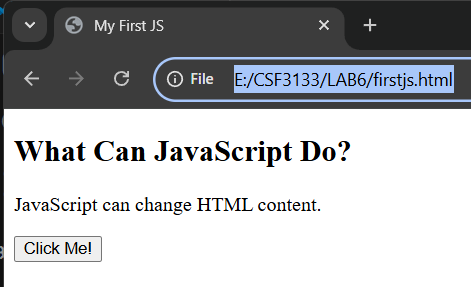 My First JS
File E:/CSF3133/LAB6/firstjs.html
What Can JavaScript Do?
JavaScript can change HTML content.
Click Me!